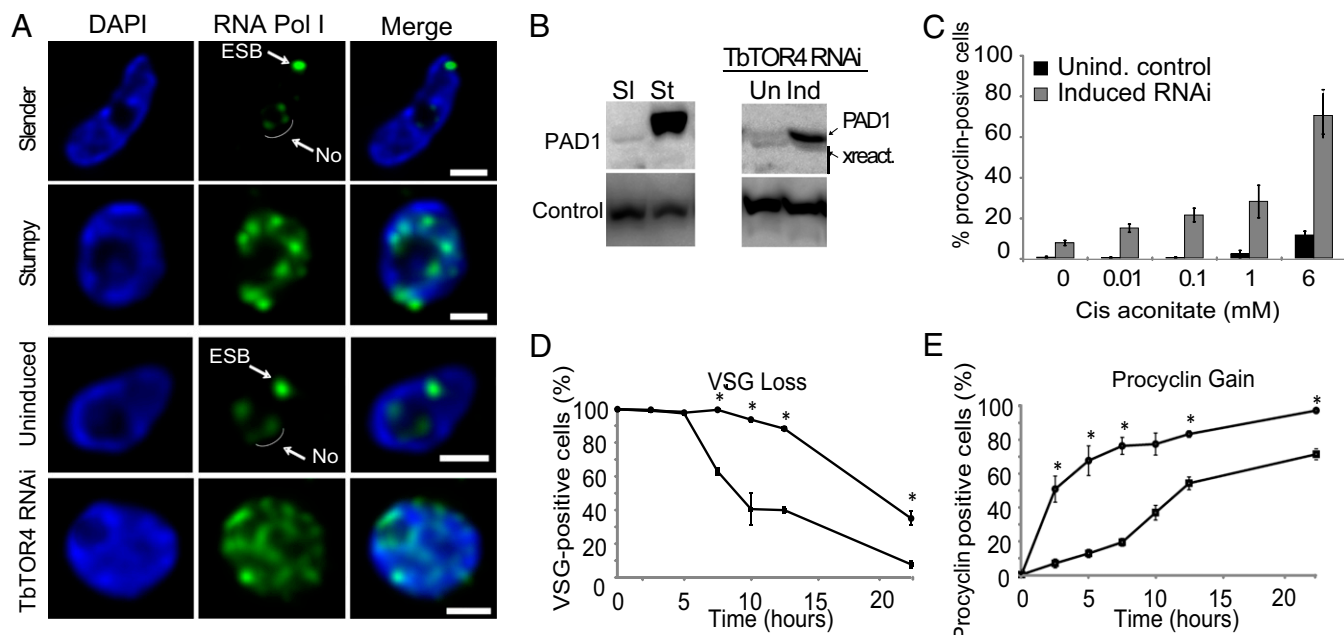 A
DAPI
RNA Pol I
Merge
Slender
ESB
No
Stumpy
Uninduced
ESB
No
TbTOR4 RNAi
B
TbTOR4 RNAi
Sl St
Un Ind
PAD1
PAD1
xreact.
Control
C
% procyclin-posive cells
100
80
60
40
20
0
Unind. control
Induced RNAi
0 0.01 0.1 1 6
Cis aconitate (mM)
D
VSG Loss
VSG-positive cells (%)
100
80
60
40
20
0
* * * *
0 5 10 15 20
Time (hours)
E
Procyclin Gain
Procyclin positive cells (%)
100
80
60
40
20
0
* * * * *
0 5 10 15 20
Time (hours)